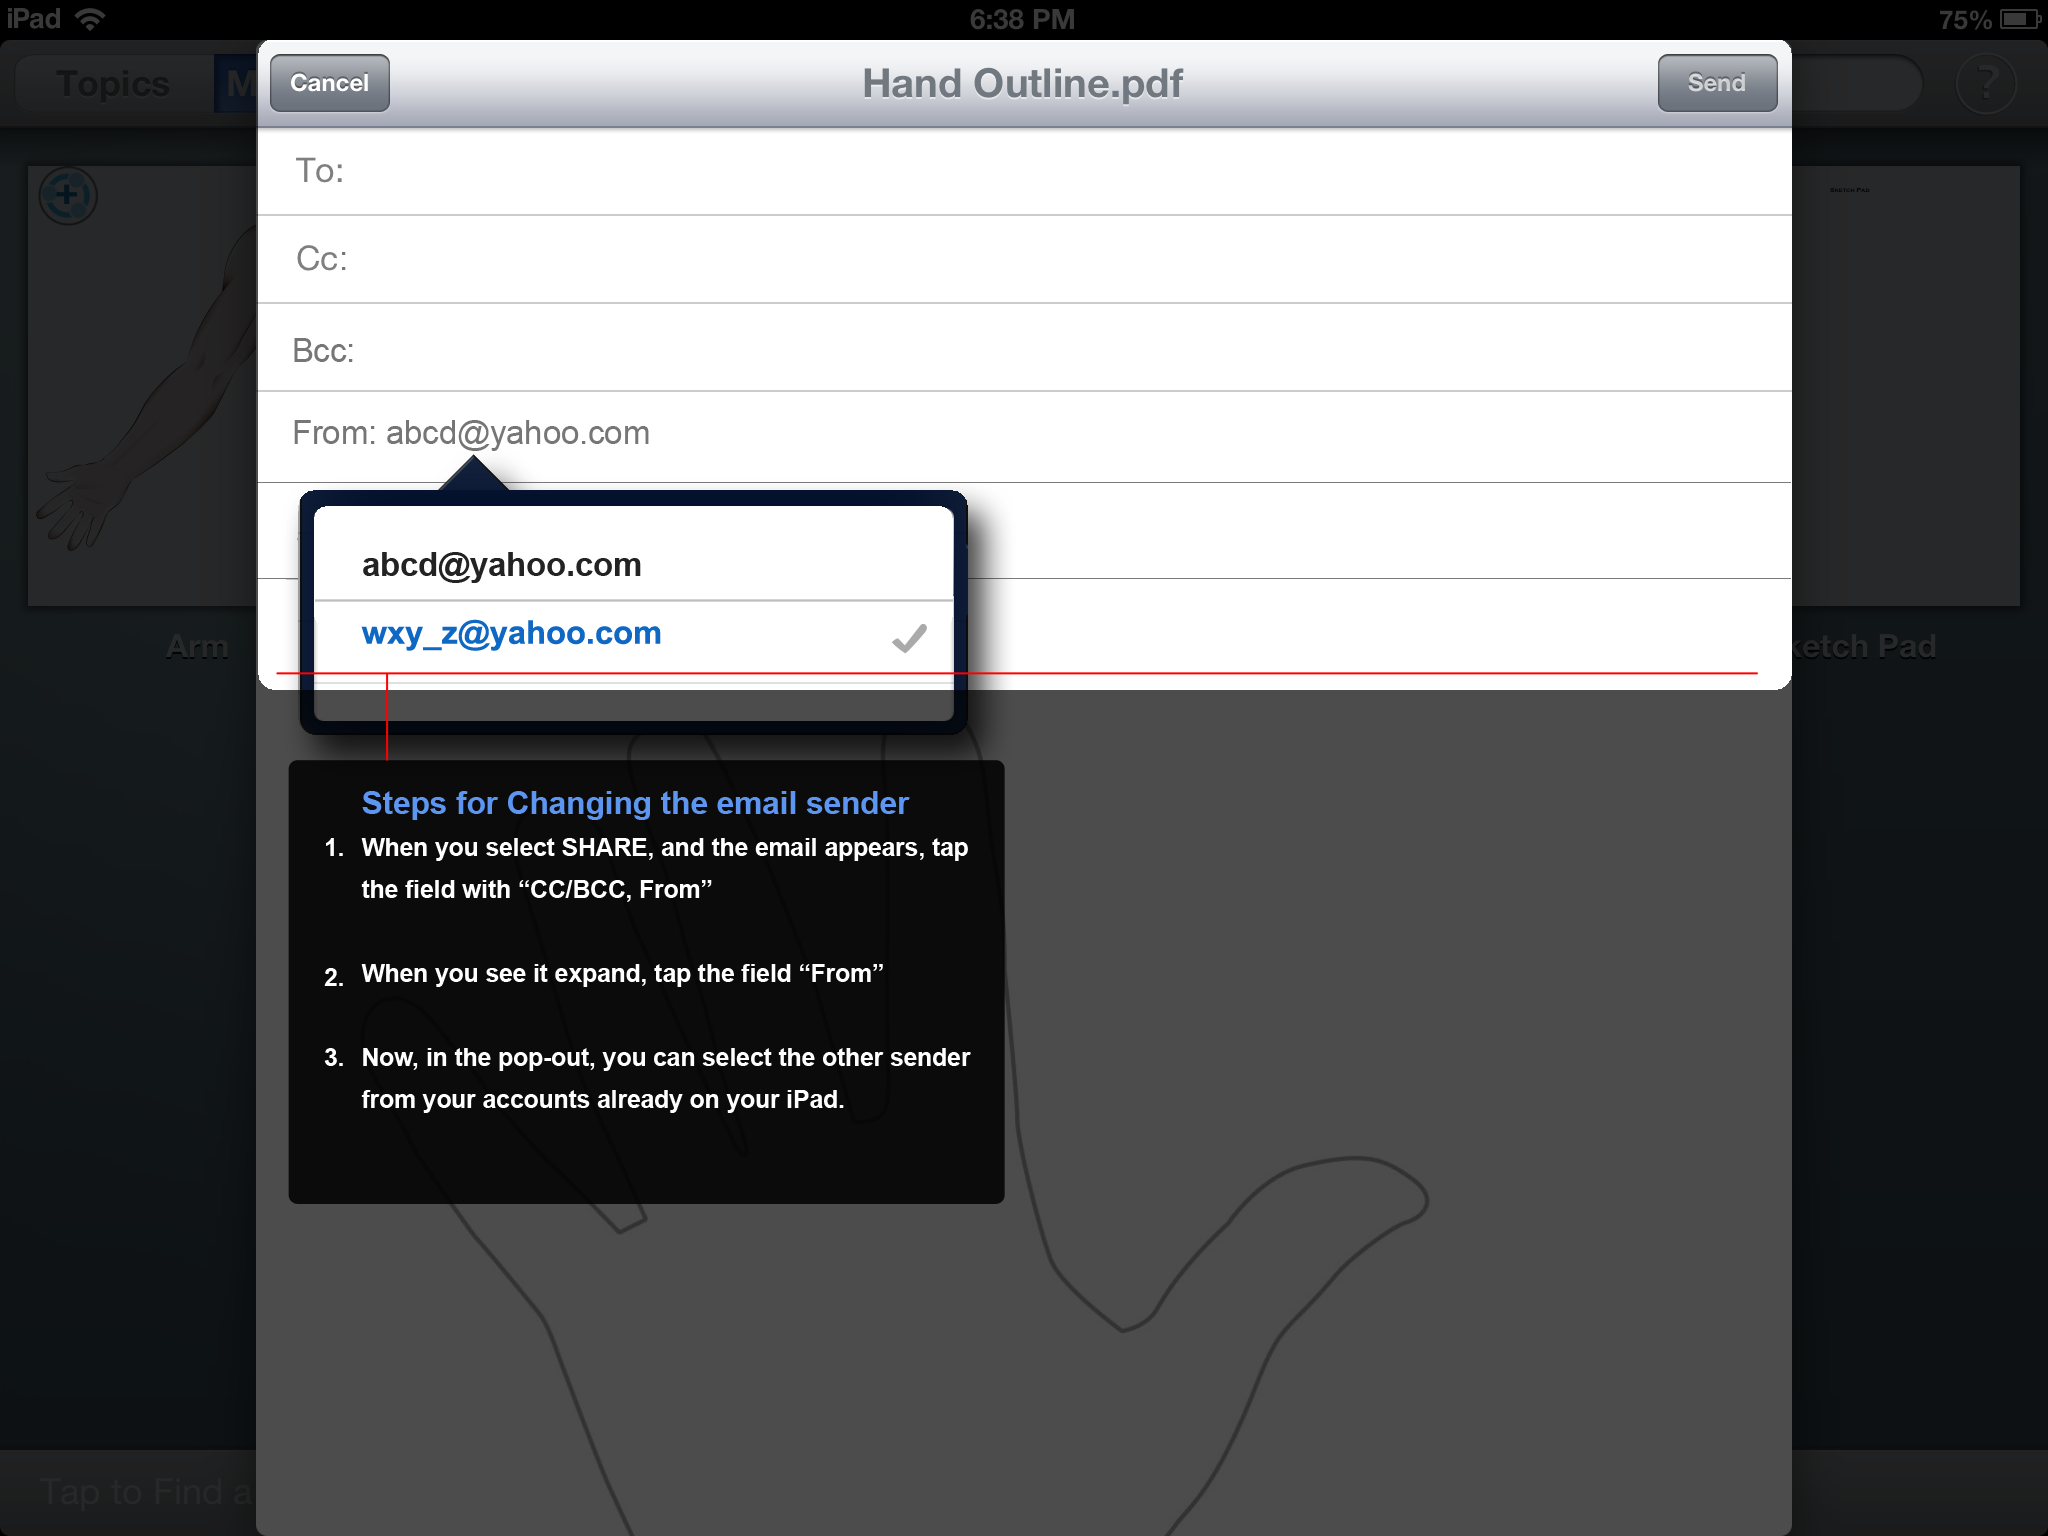 iPad 6:38 PM 75%
Topics M ?
Cancel Hand Outline.pdf Send
To:
Sketch Pad
Cc:
Bcc:
From: abcd@yahoo.com
abcd@yahoo.com
wxy_z@yahoo.com
Arm ketch Pad
Steps for Changing the email sender
1. When you select SHARE, and the email appears, tap
the field with “CC/BCC, From”
2. When you see it expand, tap the field “From”
3. Now, in the pop-out, you can select the other sender
from your accounts already on your iPad.
Tap to Find a